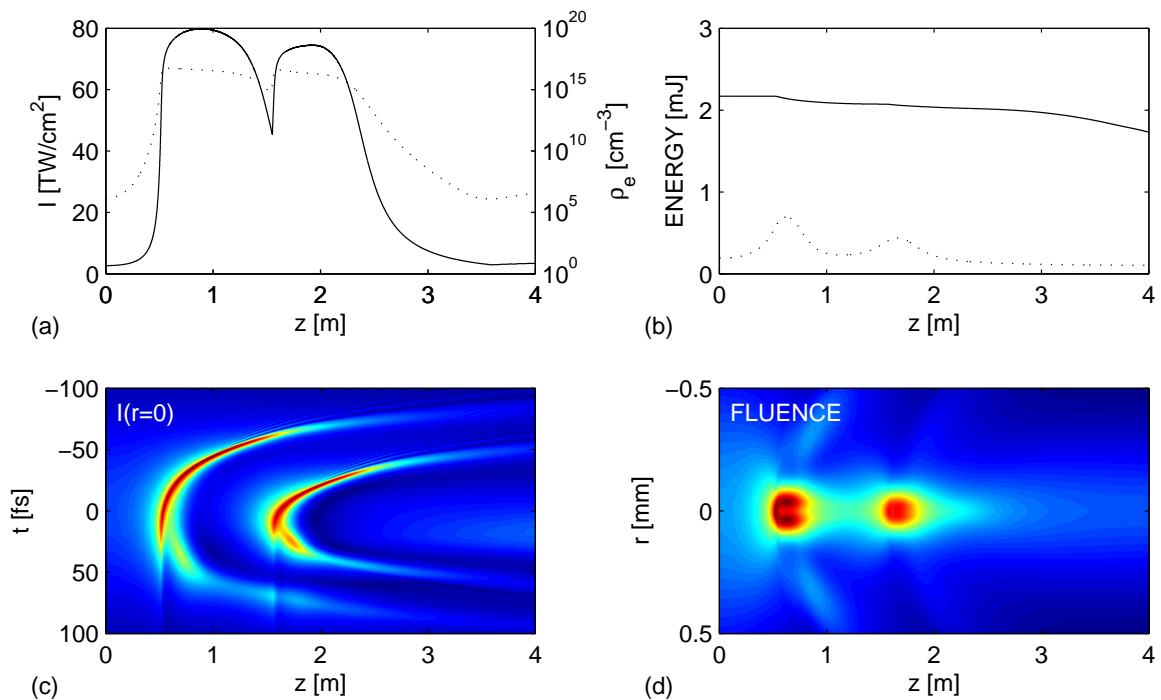 80
60
40
20
0
I [TW/cm²]
10²⁰
10¹⁵
10¹⁰
10⁵
10⁰
ρₑ [cm⁻³]
0 1 2 3 4
z [m]
(a)
3
2
1
0
ENERGY [mJ]
0 1 2 3 4
z [m]
(b)
I(r=0)
−100
−50
0
50
100
t [fs]
0 1 2 3 4
z [m]
(c)
FLUENCE
−0.5
0
0.5
r [mm]
0 1 2 3 4
z [m]
(d)